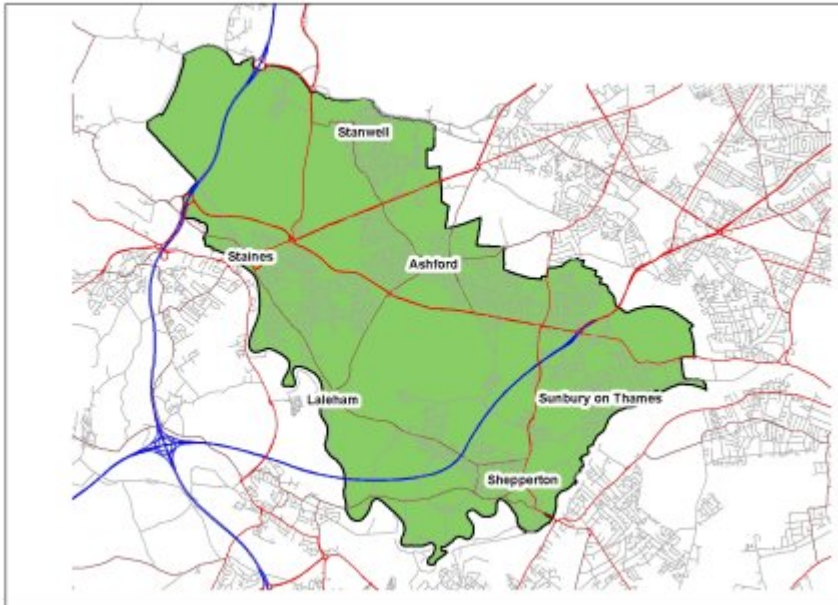 Stanwell
Staines
Ashford
Laleham
Sunbury on Thames
Shepperton